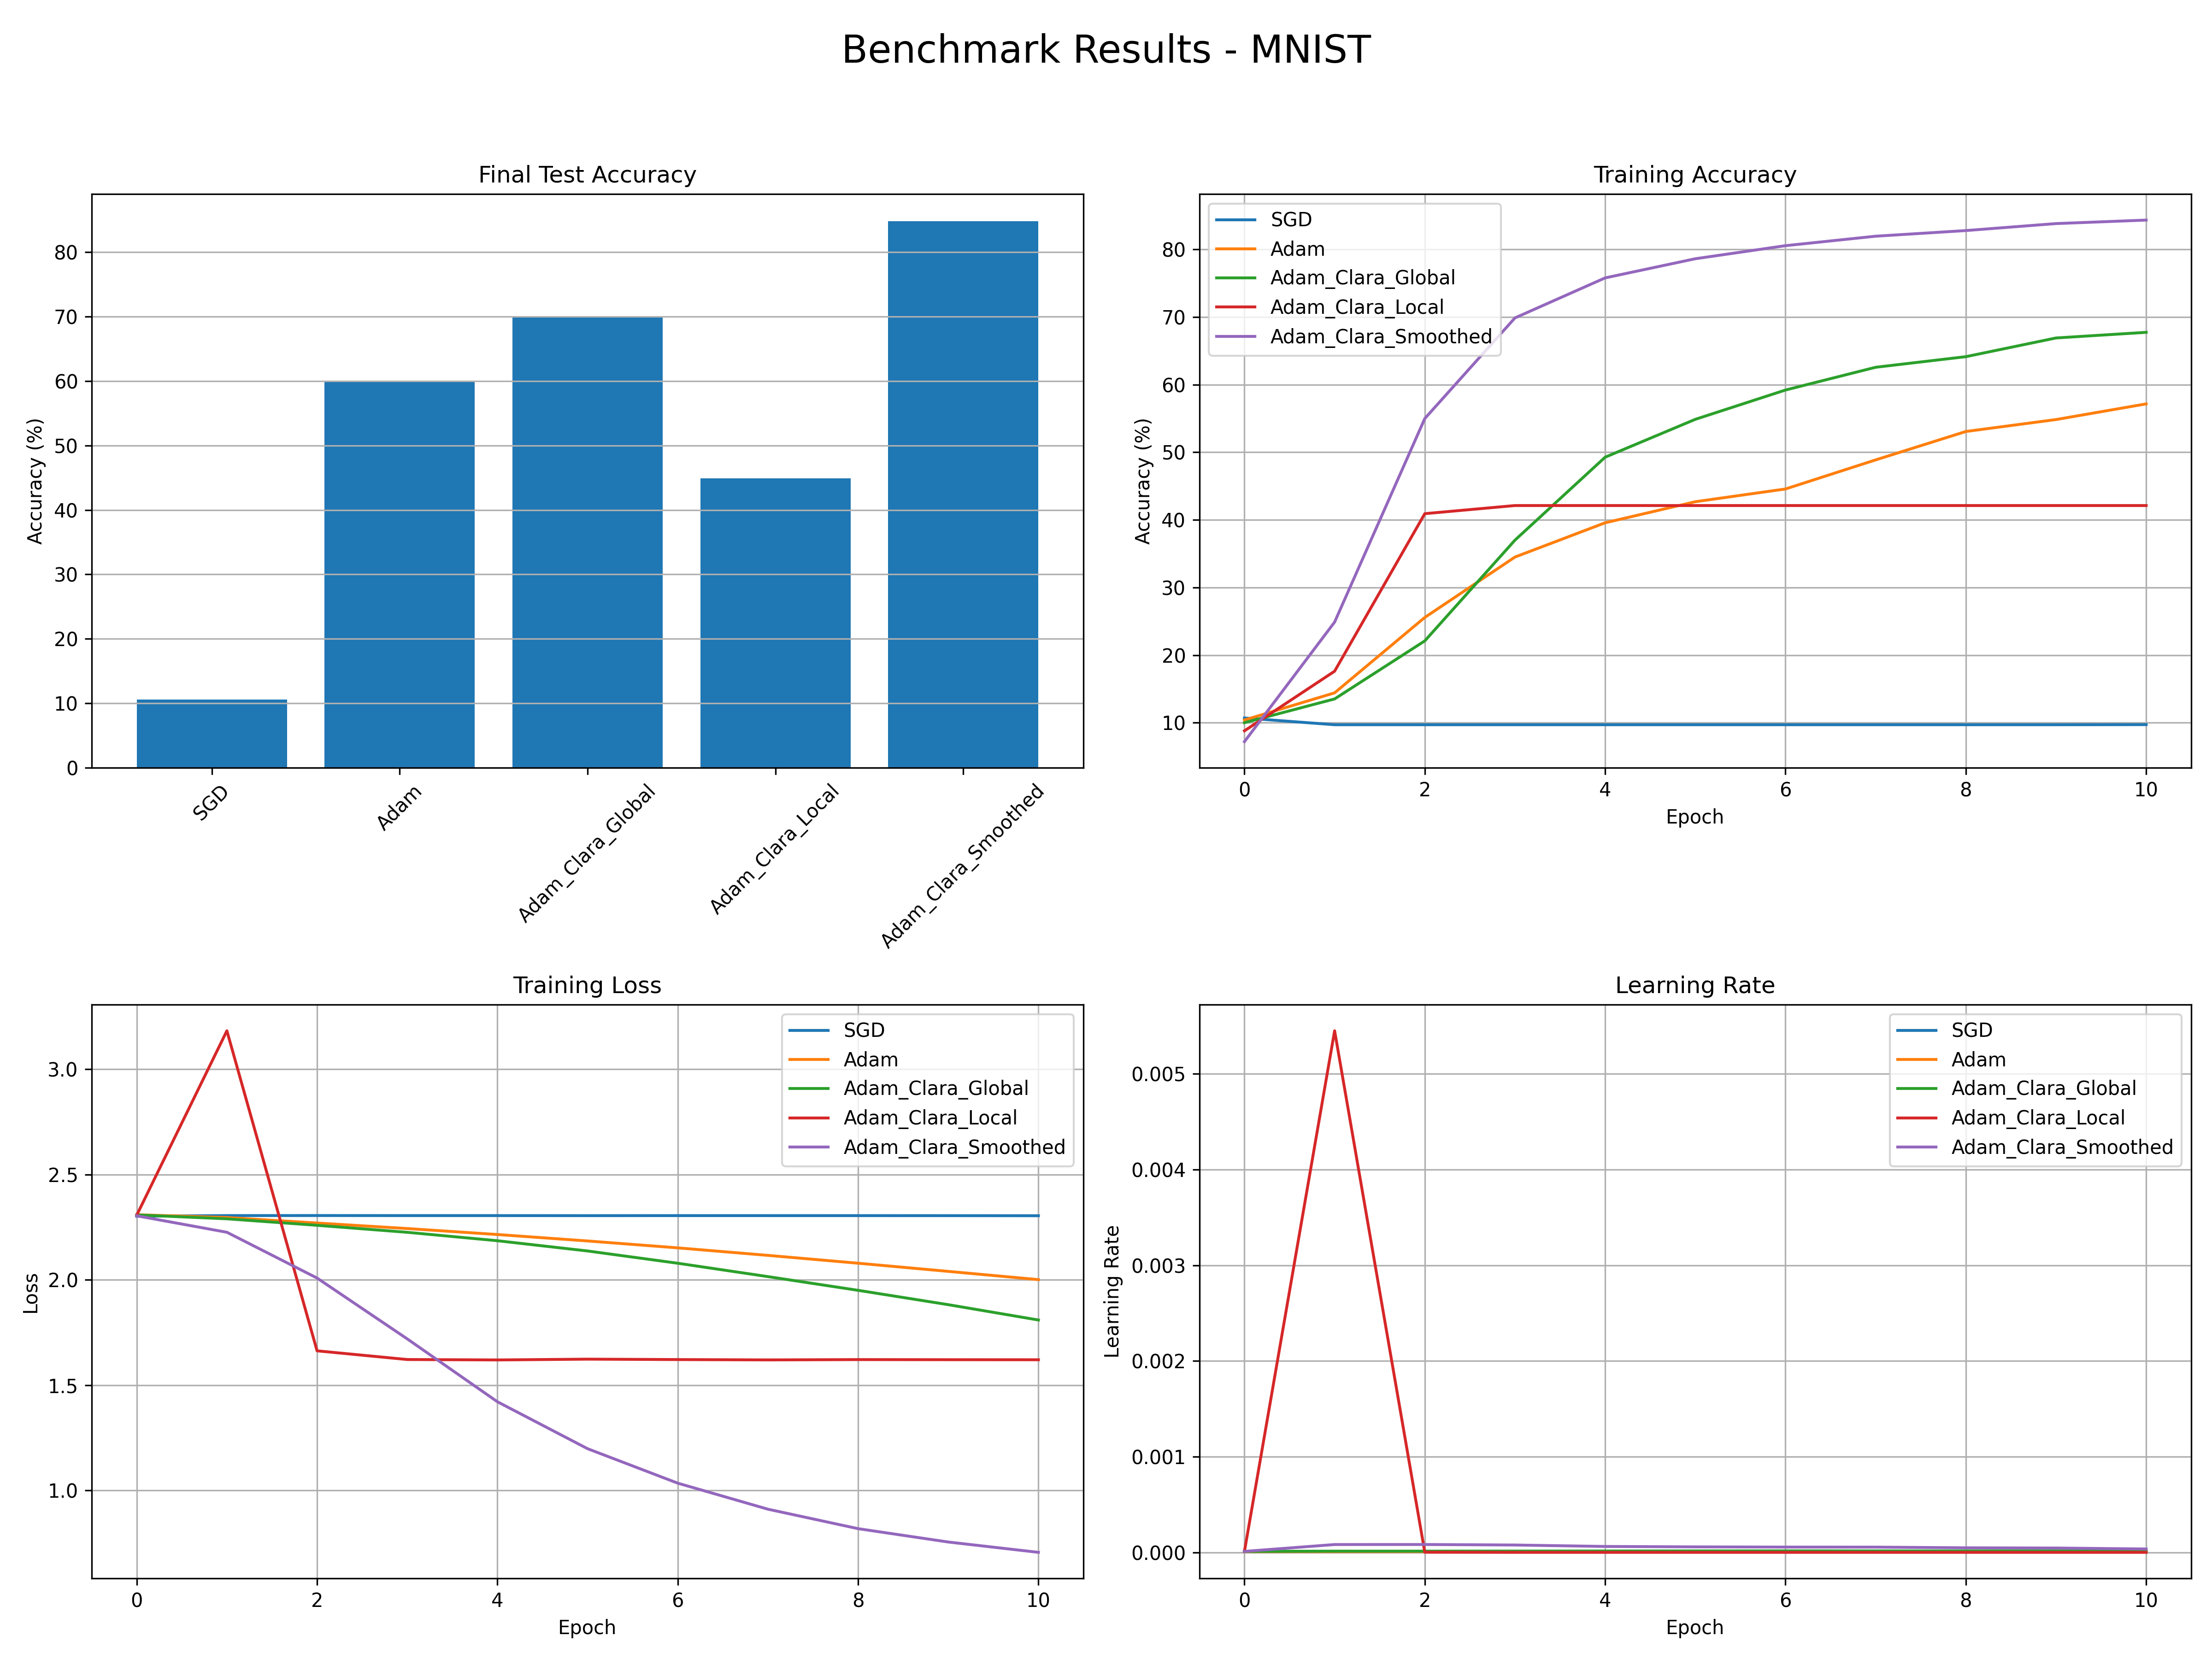 Benchmark Results - MNIST
Final Test Accuracy
Accuracy (%)
80
70
60
50
40
30
20
10
0
SGD
Adam
Adam_Clara_Global
Adam_Clara_Local
Adam_Clara_Smoothed
Training Accuracy
SGD
Adam
Adam_Clara_Global
Adam_Clara_Local
Adam_Clara_Smoothed
Accuracy (%)
80
70
60
50
40
30
20
10
0 2 4 6 8 10
Epoch
Training Loss
SGD
Adam
Adam_Clara_Global
Adam_Clara_Local
Adam_Clara_Smoothed
Loss
3.0
2.5
2.0
1.5
1.0
0 2 4 6 8 10
Epoch
Learning Rate
SGD
Adam
Adam_Clara_Global
Adam_Clara_Local
Adam_Clara_Smoothed
Learning Rate
0.005
0.004
0.003
0.002
0.001
0.000
0 2 4 6 8 10
Epoch